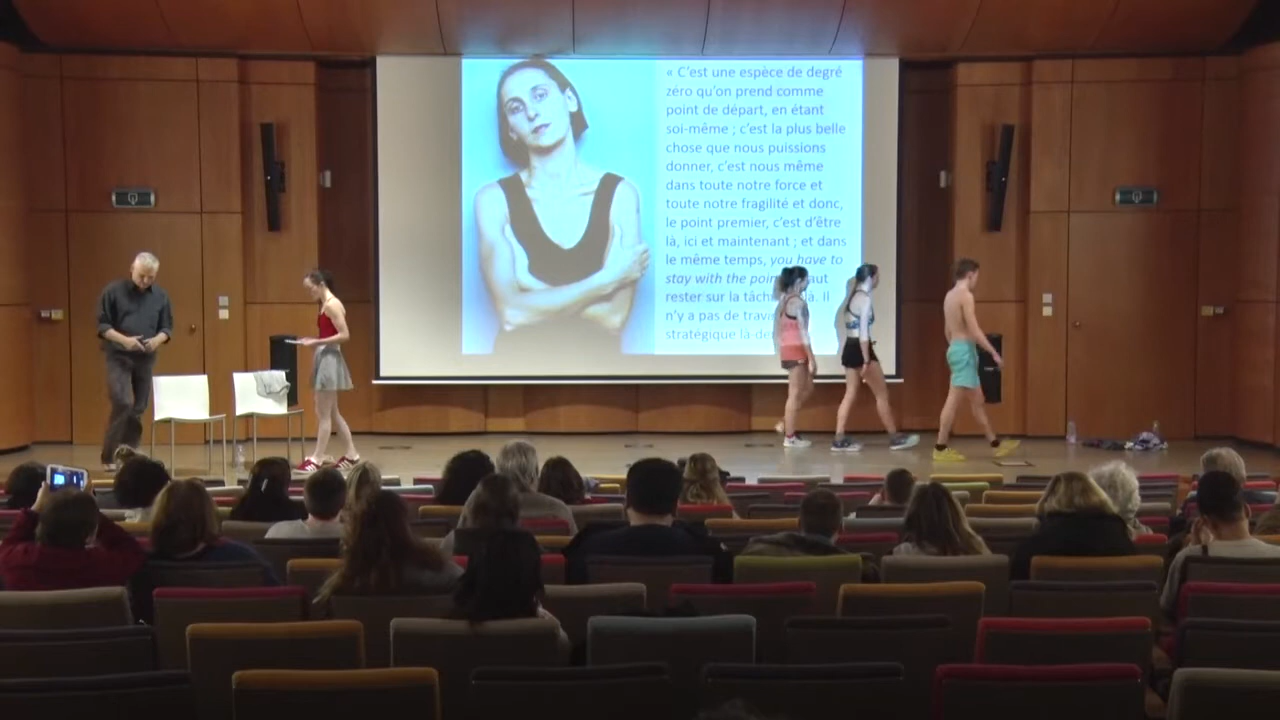 « C'est une espèce de degré
zéro qu'on prend comme
point de départ, en étant
soi-même ; c'est la plus belle
chose que nous puissions
donner, c'est nous même
dans toute notre force et
toute notre fragilité et donc,
le point premier, c'est d'être
là, ici et maintenant ; et dans
le même temps, you have to
stay with the poin
rester sur la
n'y a pas de
stratégique